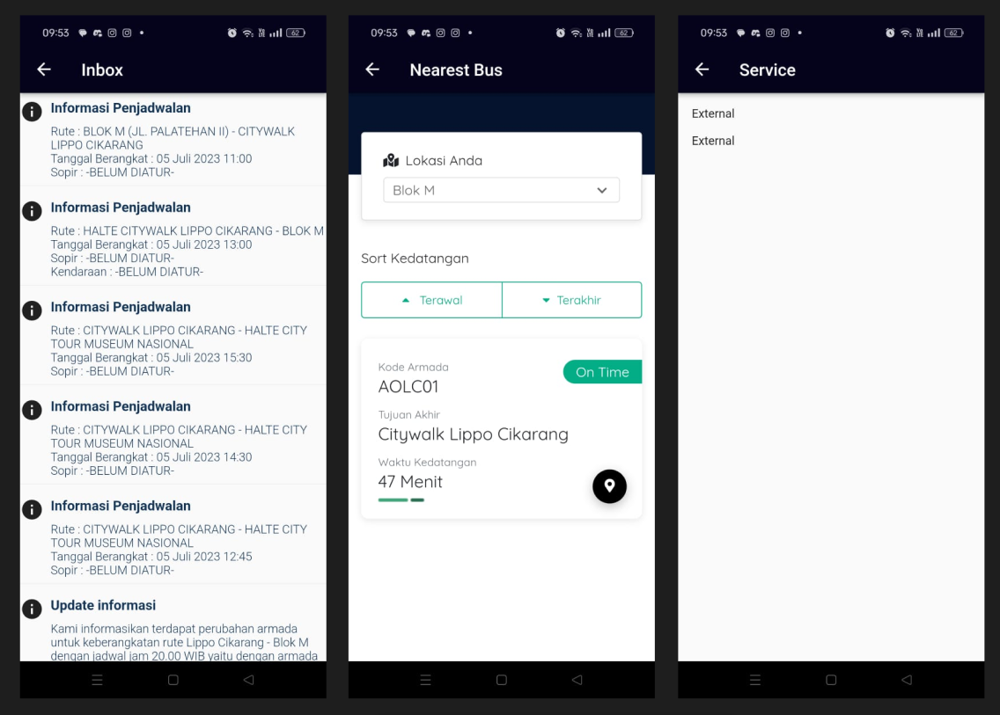 09:53
62
Inbox
Informasi Penjadwalan
Rute : BLOK M (JL. PALATEHAN II) - CITYWALK
LIPPO CIKARANG
Tanggal Berangkat : 05 Juli 2023 11:00
Sopir : -BELUM DIATUR-
Informasi Penjadwalan
Rute : HALTE CITYWALK LIPPO CIKARANG - BLOK M
Tanggal Berangkat : 05 Juli 2023 13:00
Sopir : -BELUM DIATUR-
Kendaraan : -BELUM DIATUR-
Informasi Penjadwalan
Rute : CITYWALK LIPPO CIKARANG - HALTE CITY
TOUR MUSEUM NASIONAL
Tanggal Berangkat : 05 Juli 2023 15:30
Sopir : -BELUM DIATUR-
Informasi Penjadwalan
Rute : CITYWALK LIPPO CIKARANG - HALTE CITY
TOUR MUSEUM NASIONAL
Tanggal Berangkat : 05 Juli 2023 14:30
Sopir : -BELUM DIATUR-
Informasi Penjadwalan
Rute : CITYWALK LIPPO CIKARANG - HALTE CITY
TOUR MUSEUM NASIONAL
Tanggal Berangkat : 05 Juli 2023 12:45
Sopir : -BELUM DIATUR-
Update informasi
Kami informasikan terdapat perubahan armada
untuk keberangkatan rute Lippo Cikarang - Blok M
dengan jadwal jam 20.00 WIB yaitu dengan armada
09:53
62
Nearest Bus
Lokasi Anda
Blok M
Sort Kedatangan
Terawal
Terakhir
Kode Armada
AOLC01
On Time
Tujuan Akhir
Citywalk Lippo Cikarang
Waktu Kedatangan
47 Menit
09:53
62
Service
External
External